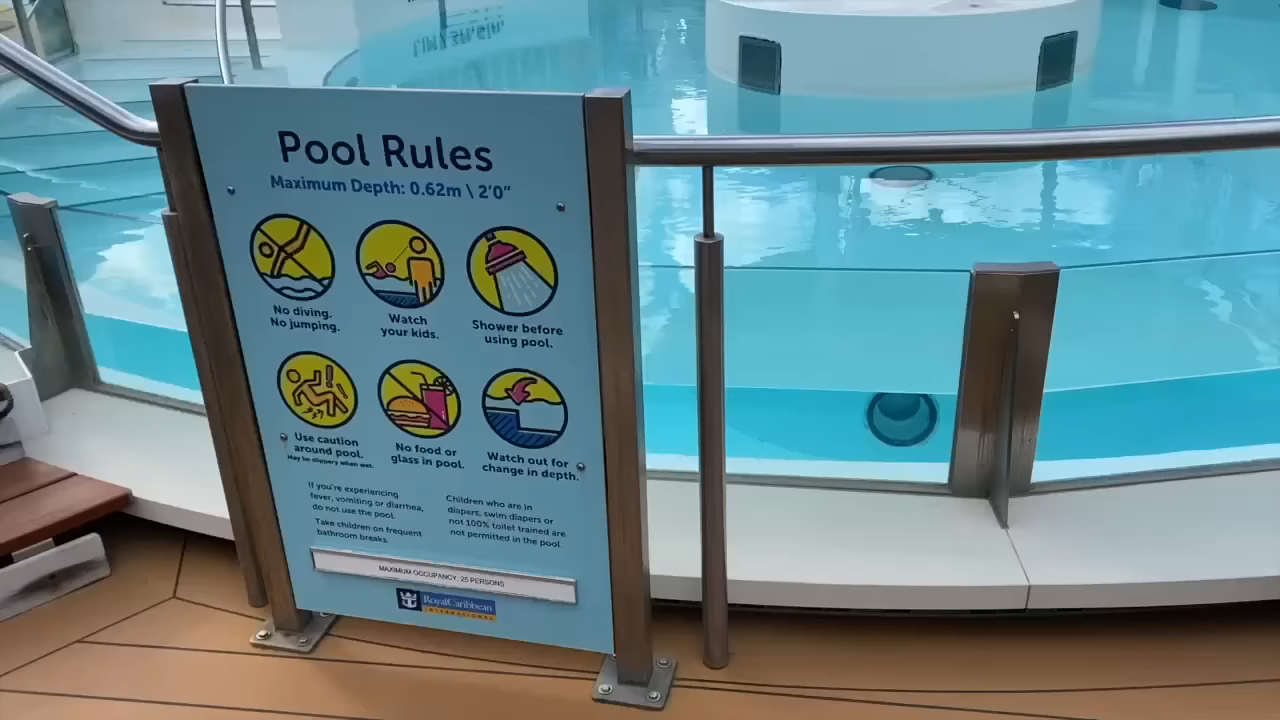 Pool Rules
Maximum Depth: 0.62m \ 2'0"
No diving.
No jumping.
Watch
your kids.
Shower before
using pool.
Use caution
around pool.
May be slippery when wet.
No food or
glass in pool.
Watch out for
change in depth.
If you're experiencing
fever, vomiting or diarrhea,
do not use the pool.
Take children on frequent
bathroom breaks.
Children who are in
diapers, swim diapers or
not 100% toilet trained are
not permitted in the pool.
MAXIMUM OCCUPANCY: 25 PERSONS
RoyalCaribbean
INTERNATIONAL